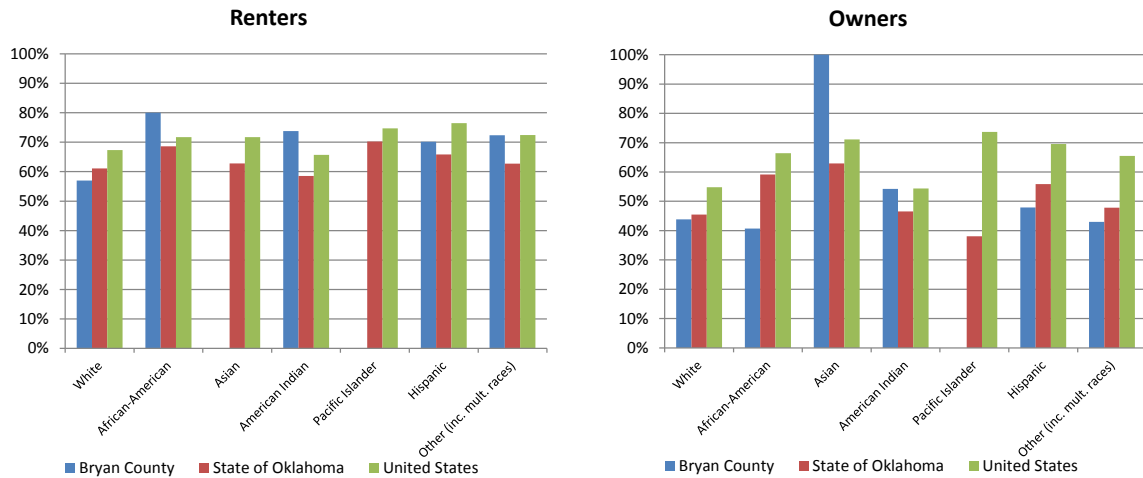 Renters
100%
90%
80%
70%
60%
50%
40%
30%
20%
10%
0%
White
African-American
Asian
American Indian
Pacific Islander
Hispanic
Other (inc. mult. races)
Bryan County State of Oklahoma United States
Owners
100%
90%
80%
70%
60%
50%
40%
30%
20%
10%
0%
White
African-American
Asian
American Indian
Pacific Islander
Hispanic
Other (inc. mult. races)
Bryan County State of Oklahoma United States